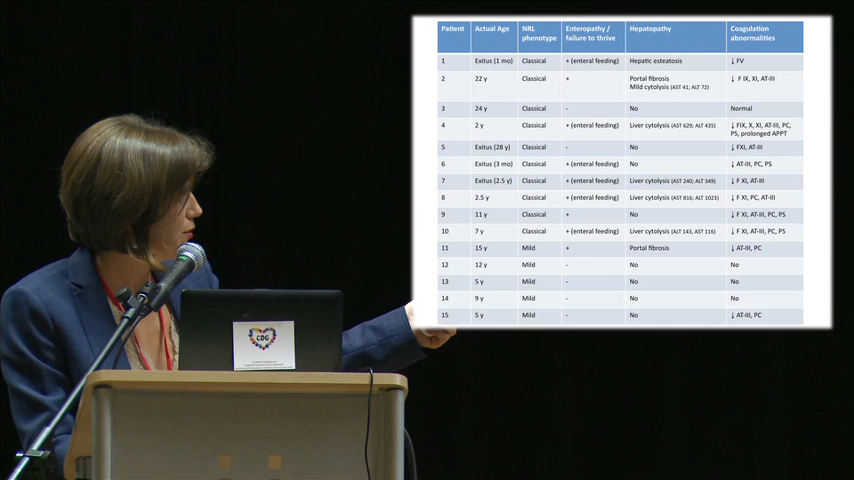 Patient Actual Age NRL phenotype Enteropathy / failure to thrive Hepatopathy Coagulation abnormalities
1 Exitus (1 mo) Classical + (enteral feeding) Hepatic esteatosis ↓ FV
2 22 y Classical + Portal fibrosis Mild cytolysis (AST 41; ALT 72) ↓ F IX, XI, AT-III
3 24 y Classical - No Normal
4 2 y Classical + (enteral feeding) Liver cytolysis (AST 629; ALT 435) ↓ FIX, X, XI, AT-III, PC, PS, prolonged APPT
5 Exitus (28 y) Classical - No ↓ FXI, AT-III
6 Exitus (3 mo) Classical + (enteral feeding) No ↓ AT-III, PC, PS
7 Exitus (2.5 y) Classical + (enteral feeding) Liver cytolysis (AST 240; ALT 349) ↓ F XI, AT-III
8 2.5 y Classical + (enteral feeding) Liver cytolysis (AST 816; ALT 1023) ↓ F XI, PC, AT-III
9 11 y Classical + No ↓ F XI, AT-III, PC, PS
10 7 y Classical + (enteral feeding) Liver cytolysis (ALT 143, AST 116) ↓ F XI, AT-III, PC, PS
11 15 y Mild + Portal fibrosis ↓ AT-III, PC
12 12 y Mild - No No
13 5 y Mild - No No
14 9 y Mild - No No
15 5 y Mild - No ↓ AT-III, PC
CDG